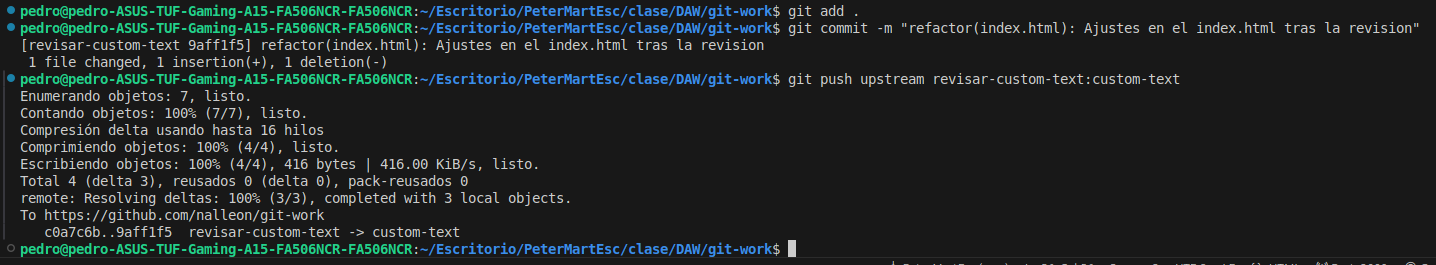 pedro@pedro-ASUS-TUF-Gaming-A15-FA506NCR-FA506NCR:~/Escritorio/PeterMartEsc/clase/DAW/git-work$ git add .
pedro@pedro-ASUS-TUF-Gaming-A15-FA506NCR-FA506NCR:~/Escritorio/PeterMartEsc/clase/DAW/git-work$ git commit -m "refactor(index.html): Ajustes en el index.html tras la revision"
[revisar-custom-text 9aff1f5] refactor(index.html): Ajustes en el index.html tras la revision
1 file changed, 1 insertion(+), 1 deletion(-)
pedro@pedro-ASUS-TUF-Gaming-A15-FA506NCR-FA506NCR:~/Escritorio/PeterMartEsc/clase/DAW/git-work$ git push upstream revisar-custom-text:custom-text
Enumerando objetos: 7, listo.
Contando objetos: 100% (7/7), listo.
Compresión delta usando hasta 16 hilos
Comprimiendo objetos: 100% (4/4), listo.
Escribiendo objetos: 100% (4/4), 416 bytes | 416.00 KiB/s, listo.
Total 4 (delta 3), reusados 0 (delta 0), pack-reusados 0
remote: Resolving deltas: 100% (3/3), completed with 3 local objects.
To https://github.com/nalleon/git-work
c0a7c6b..9aff1f5  revisar-custom-text -> custom-text
pedro@pedro-ASUS-TUF-Gaming-A15-FA506NCR-FA506NCR:~/Escritorio/PeterMartEsc/clase/DAW/git-work$